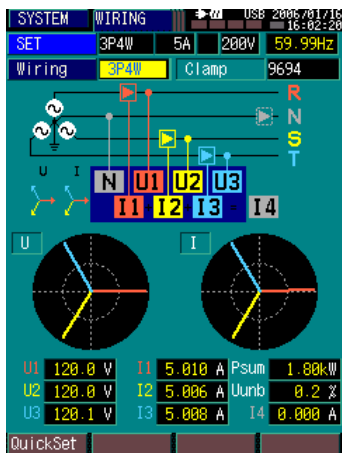 SYSTEM WIRING USB 2006/01/16
16:02:20
SET 3P4W 5A 200V 59.99Hz
Wiring 3P4W Clamp 9694
R
N
S
T
U I
N U1 U2 U3
I1 I2 I3 I4
U I
U1 120.0 V I1 5.010 A Psum 1.80kW
U2 120.0 V I2 5.006 A Uunb 0.2 %
U3 120.1 V I3 5.008 A I4 0.000 A
QuickSet